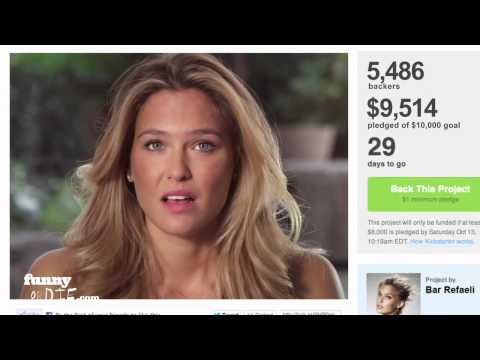 funny
OR DIE.com
5,486
backers
$9,514
pledged of $10,000 goal
29
days to go
Back This Project
$1 minimum pledge
This project will only be funded if at least
$8,000 is pledged by Saturday Oct 13,
10:19am EDT. How Kickstarter works.
Project by
Bar Refaeli